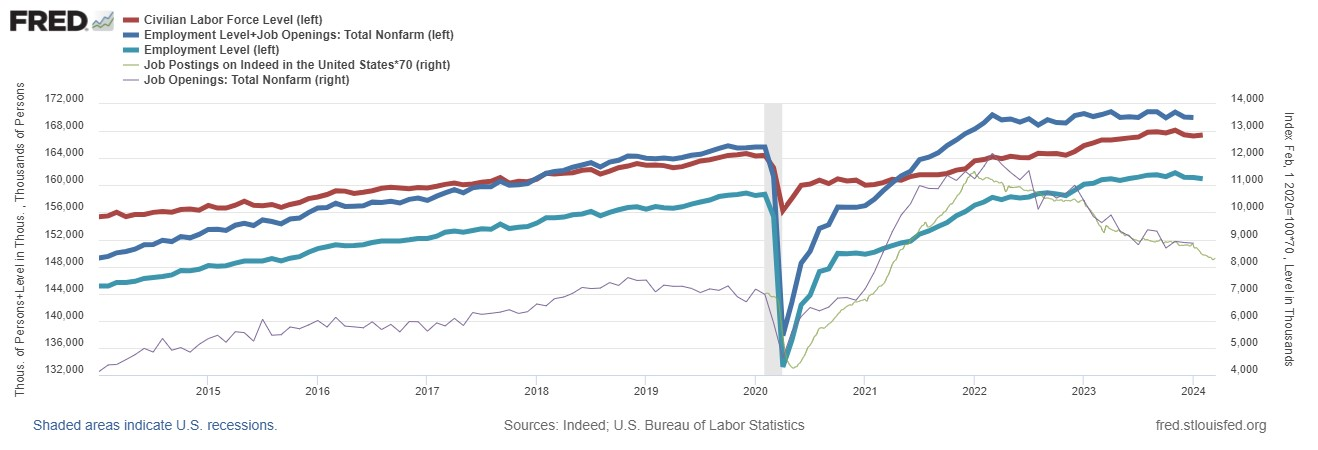 FRED
Civilian Labor Force Level (left)
Employment Level+Job Openings: Total Nonfarm (left)
Employment Level (left)
Job Postings on Indeed in the United States*70 (right)
Job Openings: Total Nonfarm (right)
Thous. of Persons+Level in Thous. , Thousands of Persons
172,000
168,000
164,000
160,000
156,000
152,000
148,000
144,000
140,000
136,000
132,000
14,000
13,000
12,000
11,000
10,000
9,000
8,000
7,000
6,000
5,000
4,000
Index Feb, 1 2020=100*70 , Level in Thousands
2015 2016 2017 2018 2019 2020 2021 2022 2023 2024
Shaded areas indicate U.S. recessions.
Sources: Indeed; U.S. Bureau of Labor Statistics
fred.stlouisfed.org